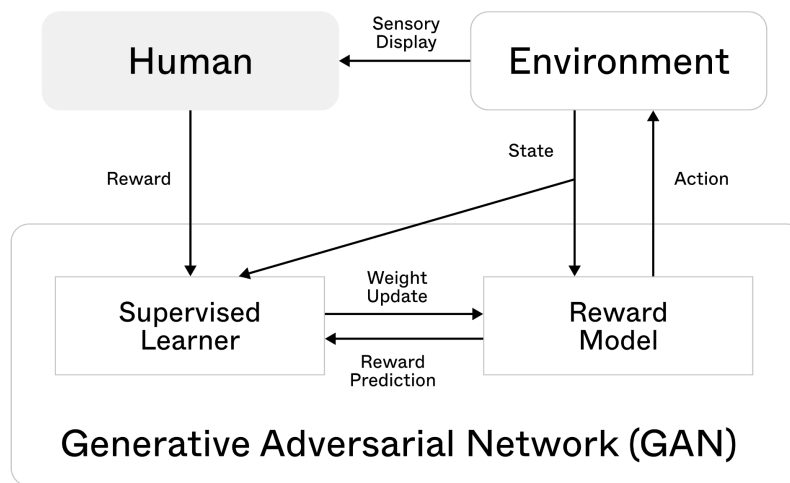 Human
Sensory
Display
Environment
Reward
State
Action
Supervised
Learner
Weight
Update
Reward
Prediction
Reward
Model
Generative Adversarial Network (GAN)